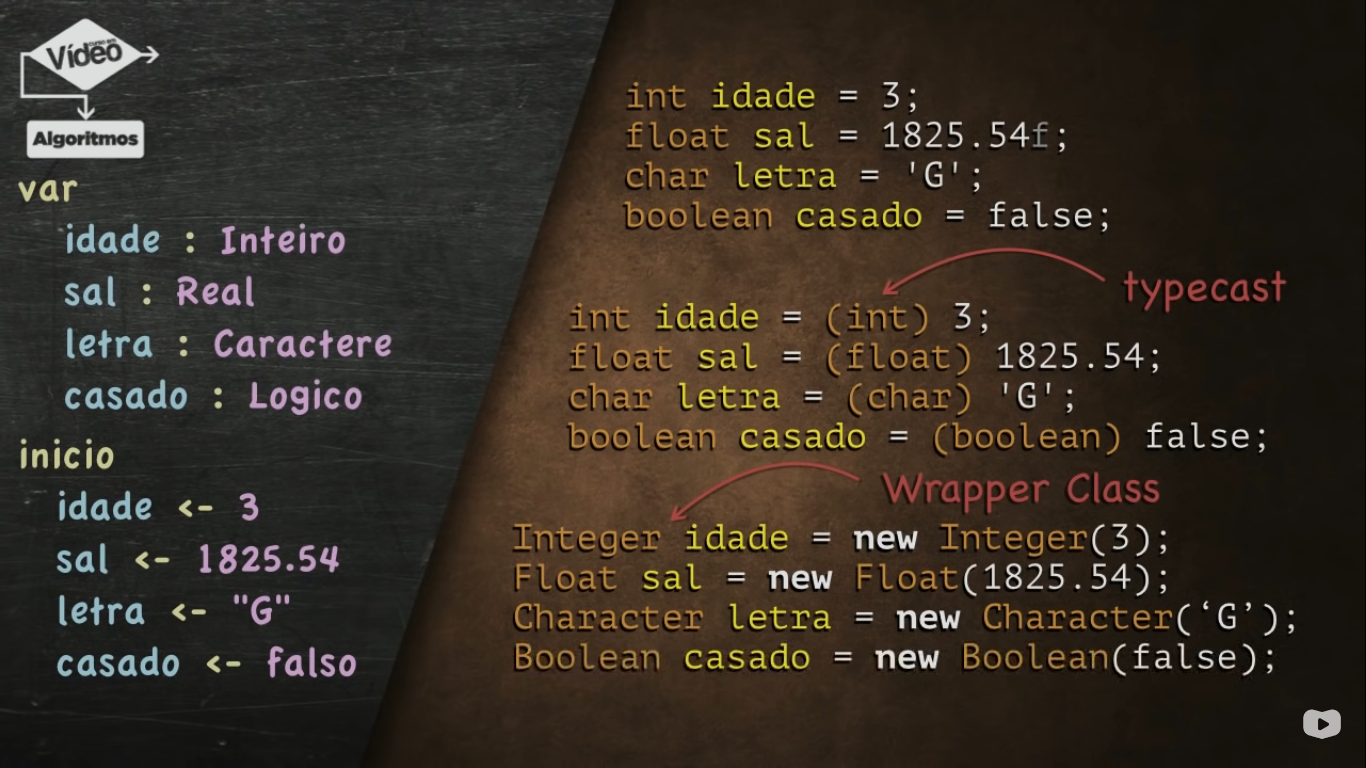 curso em
Vídeo
Algoritmos
var
idade : Inteiro
sal : Real
letra : Caractere
casado : Logico
inicio
idade <- 3
sal <- 1825.54
letra <- "G"
casado <- falso
int idade = 3;
float sal = 1825.54f;
char letra = 'G';
boolean casado = false;
typecast
int idade = (int) 3;
float sal = (float) 1825.54;
char letra = (char) 'G';
boolean casado = (boolean) false;
Wrapper Class
Integer idade = new Integer(3);
Float sal = new Float(1825.54);
Character letra = new Character(‘G’);
Boolean casado = new Boolean(false);